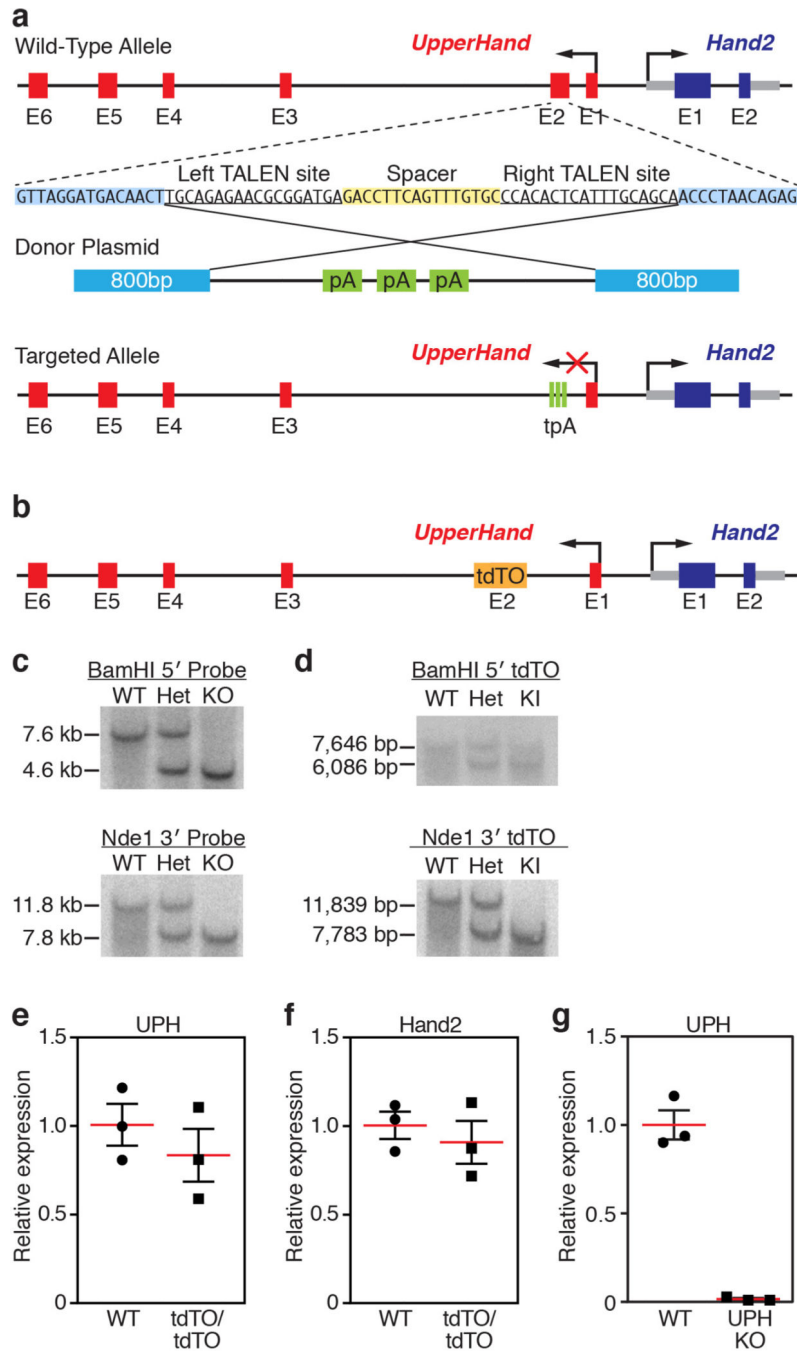 a
Wild-Type Allele UpperHand Hand2
E6 E5 E4 E3 E2 E1 E1 E2
Left TALEN site Spacer Right TALEN site
GTTAGGATGACAACTTGCAGAGAACGCGGATGAGACCTTCAGTTTGTGCCCACACTCATTTGCAGCAACCCTAACAGAG
Donor Plasmid
800bp pA pA pA 800bp
Targeted Allele UpperHand Hand2
E6 E5 E4 E3 tpA
b
UpperHand Hand2
tdTO
E6 E5 E4 E3 E2 E1 E1 E2
c
BamHI 5′ Probe
WT Het KO
7.6 kb
4.6 kb
Nde1 3′ Probe
WT Het KO
11.8 kb
7.8 kb
d
BamHI 5′ tdTO
WT Het KI
7,646 bp
6,086 bp
Nde1 3′ tdTO
WT Het KI
11,839 bp
7,783 bp
e
UPH
Relative expression
1.5
1.0
0.5
0
WT tdTO/
tdTO
f
Hand2
Relative expression
1.5
1.0
0.5
0
WT tdTO/
tdTO
g
UPH
Relative expression
1.5
1.0
0.5
0
WT UPH
KO